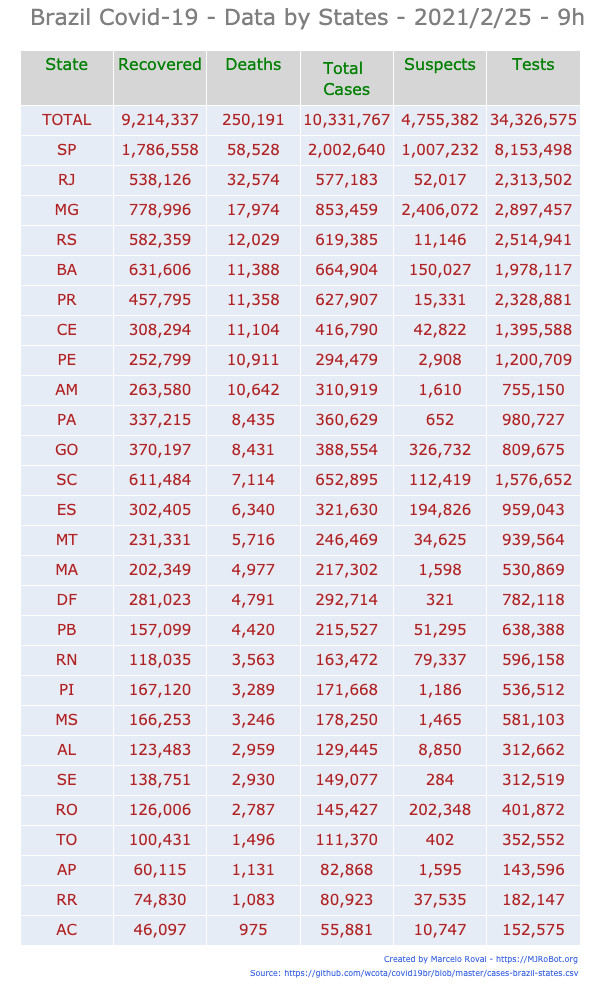 Brazil Covid-19 - Data by States - 2021/2/25 - 9h
State Recovered Deaths Total Cases Suspects Tests
TOTAL 9,214,337 250,191 10,331,767 4,755,382 34,326,575
SP 1,786,558 58,528 2,002,640 1,007,232 8,153,498
RJ 538,126 32,574 577,183 52,017 2,313,502
MG 778,996 17,974 853,459 2,406,072 2,897,457
RS 582,359 12,029 619,385 11,146 2,514,941
BA 631,606 11,388 664,904 150,027 1,978,117
PR 457,795 11,358 627,907 15,331 2,328,881
CE 308,294 11,104 416,790 42,822 1,395,588
PE 252,799 10,911 294,479 2,908 1,200,709
AM 263,580 10,642 310,919 1,610 755,150
PA 337,215 8,435 360,629 652 980,727
GO 370,197 8,431 388,554 326,732 809,675
SC 611,484 7,114 652,895 112,419 1,576,652
ES 302,405 6,340 321,630 194,826 959,043
MT 231,331 5,716 246,469 34,625 939,564
MA 202,349 4,977 217,302 1,598 530,869
DF 281,023 4,791 292,714 321 782,118
PB 157,099 4,420 215,527 51,295 638,388
RN 118,035 3,563 163,472 79,337 596,158
PI 167,120 3,289 171,668 1,186 536,512
MS 166,253 3,246 178,250 1,465 581,103
AL 123,483 2,959 129,445 8,850 312,662
SE 138,751 2,930 149,077 284 312,519
RO 126,006 2,787 145,427 202,348 401,872
TO 100,431 1,496 111,370 402 352,552
AP 60,115 1,131 82,868 1,595 143,596
RR 74,830 1,083 80,923 37,535 182,147
AC 46,097 975 55,881 10,747 152,575
Created by Marcelo Rovai - https://MJRoBot.org
Source: https://github.com/wcota/covid19br/blob/master/cases-brazil-states.csv